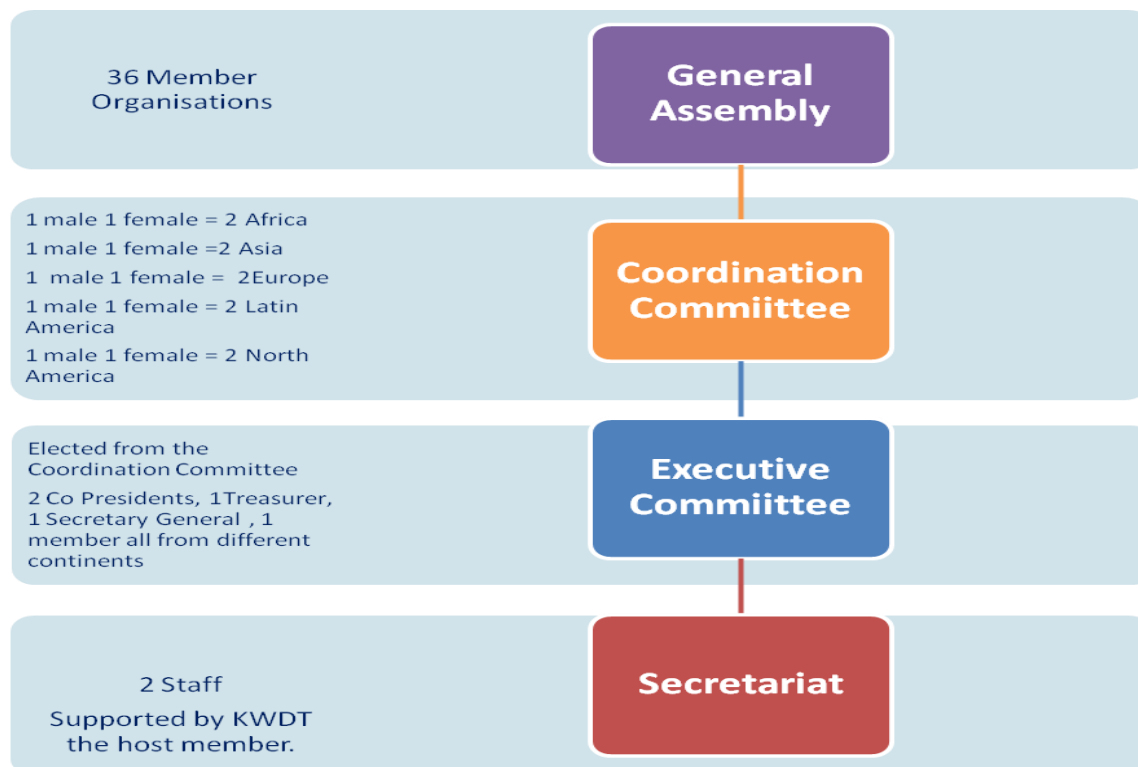 36 Member
Organisations
General
Assembly
1 male 1 female = 2 Africa
1 male 1 female =2 Asia
1 male 1 female = 2Europe
1 male 1 female = 2 Latin
America
1 male 1 female = 2 North
America
Coordination
Commiittee
Elected from the
Coordination Committee
2 Co Presidents, 1Treasurer,
1 Secretary General , 1
member all from different
continents
Executive
Commiittee
2 Staff
Supported by KWDT
the host member.
Secretariat